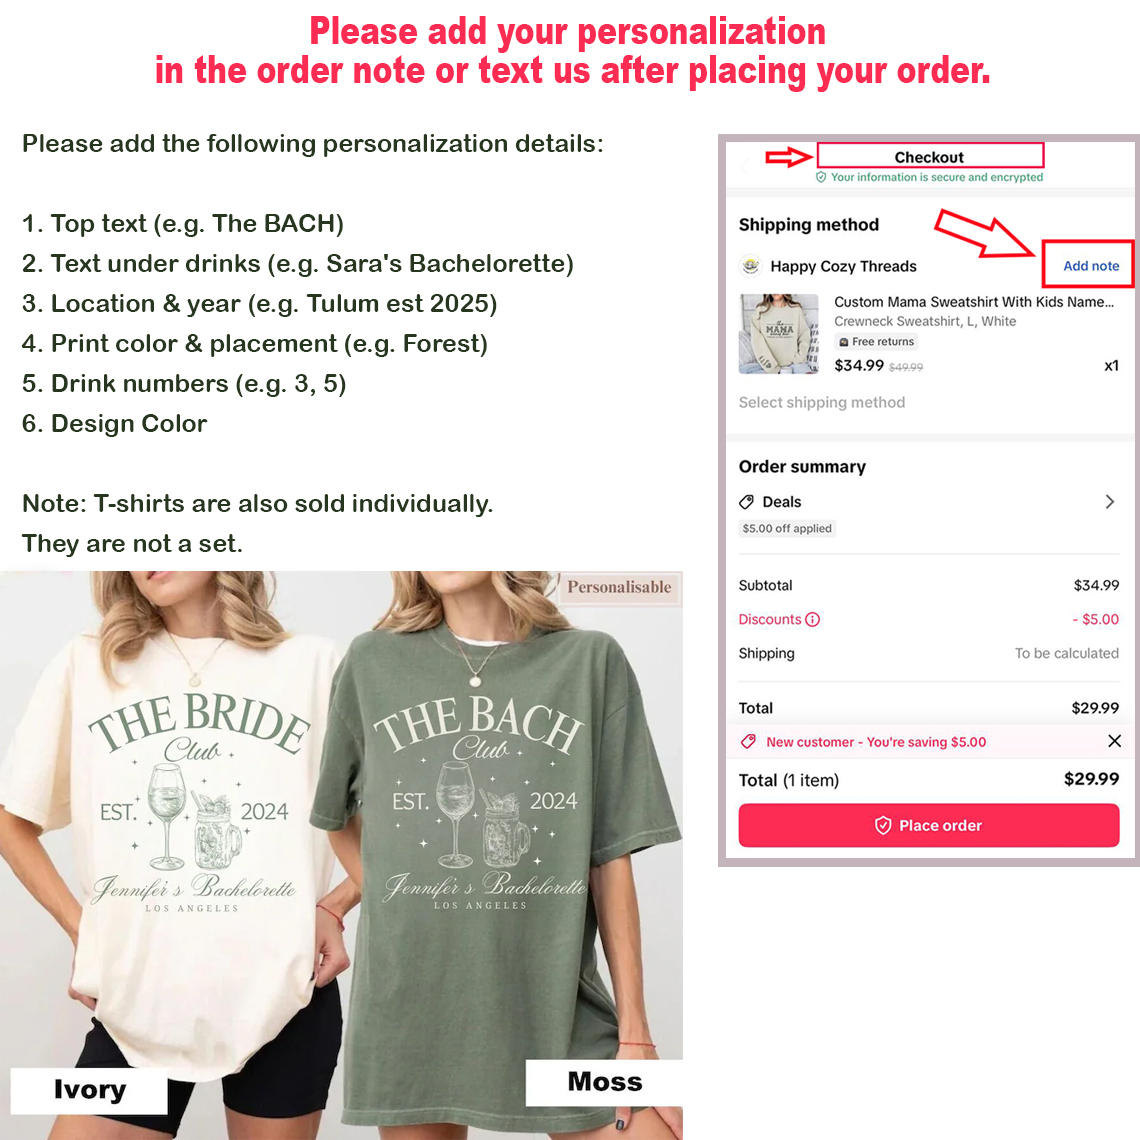 Please add your personalization
in the order note or text us after placing your order.
Please add the following personalization details:
1. Top text (e.g. The BACH)
2. Text under drinks (e.g. Sara's Bachelorette)
3. Location & year (e.g. Tulum est 2025)
4. Print color & placement (e.g. Forest)
5. Drink numbers (e.g. 3, 5)
6. Design Color
Note: T-shirts are also sold individually.
They are not a set.
Checkout
Your information is secure and encrypted
Shipping method
Happy Cozy Threads
Add note
Custom Mama Sweatshirt With Kids Name...
Crewneck Sweatshirt, L, White
Free returns
$34.99 $49.99 x1
MAMA
Select shipping method
Order summary
Deals
$5.00 off applied
Subtotal $34.99
Discounts - $5.00
Shipping To be calculated
Total $29.99
New customer - You're saving $5.00
Total (1 item) $29.99
Place order
Personalisable
THE BRIDE
Club
EST. 2024
Jennifer's Bachelorette
LOS ANGELES
Ivory
THE BACH
Club
EST. 2024
Jennifer's Bachelorette
LOS ANGELES
Moss